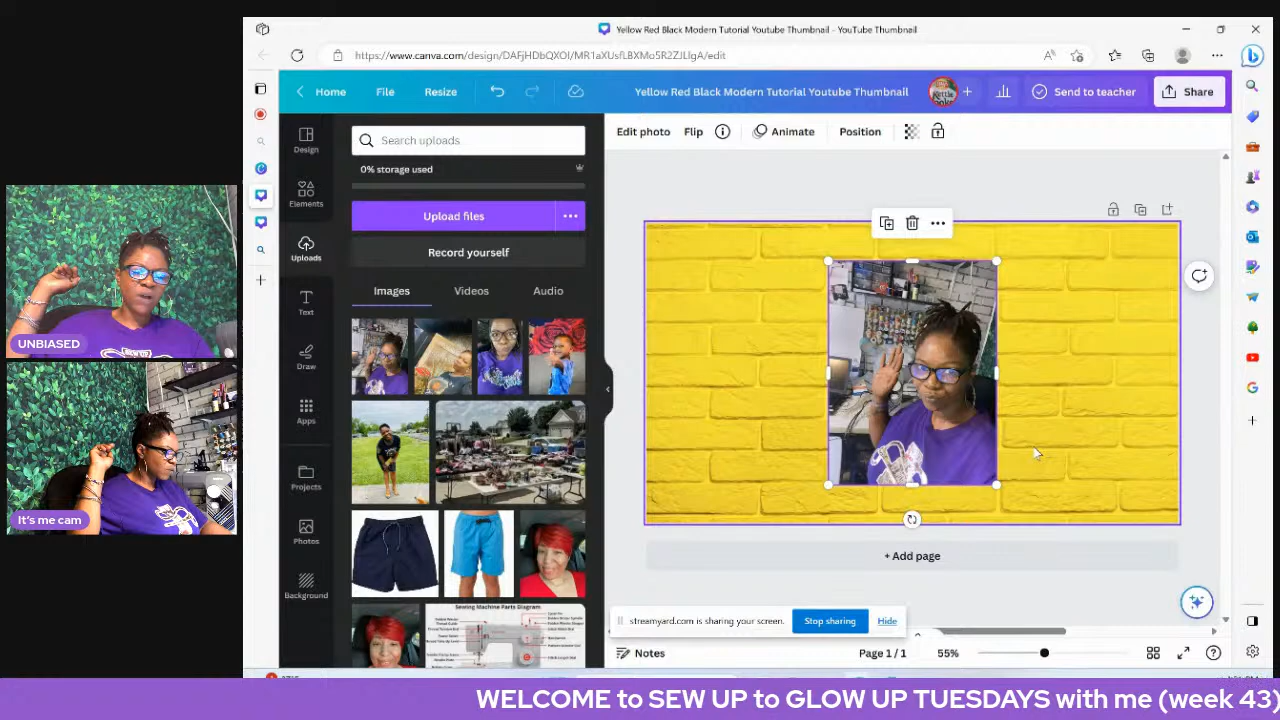 Yellow Red Black Modern Tutorial Youtube Thumbnail - YouTube Thumbnail
https://www.canva.com/design/DAFjHDbQXOI/MR1aXUsfLBXMo5R2ZJLlgA/edit
Home
File
Resize
Yellow Red Black Modern Tutorial Youtube Thumbnail
Send to teacher
Share
Design
Elements
Uploads
Text
Draw
Apps
Projects
Photos
Background
Search uploads
0% storage used
Upload files
Record yourself
Images
Videos
Audio
Sewing Machine Parts Diagram
Edit photo
Flip
Animate
Position
+ Add page
streamyard.com is sharing your screen.
Stop sharing
Hide
Notes
Page 1 / 1
55%
UNBIASED
It's me cam
WELCOME to SEW UP to GLOW UP TUESDAYS with me (week 43)